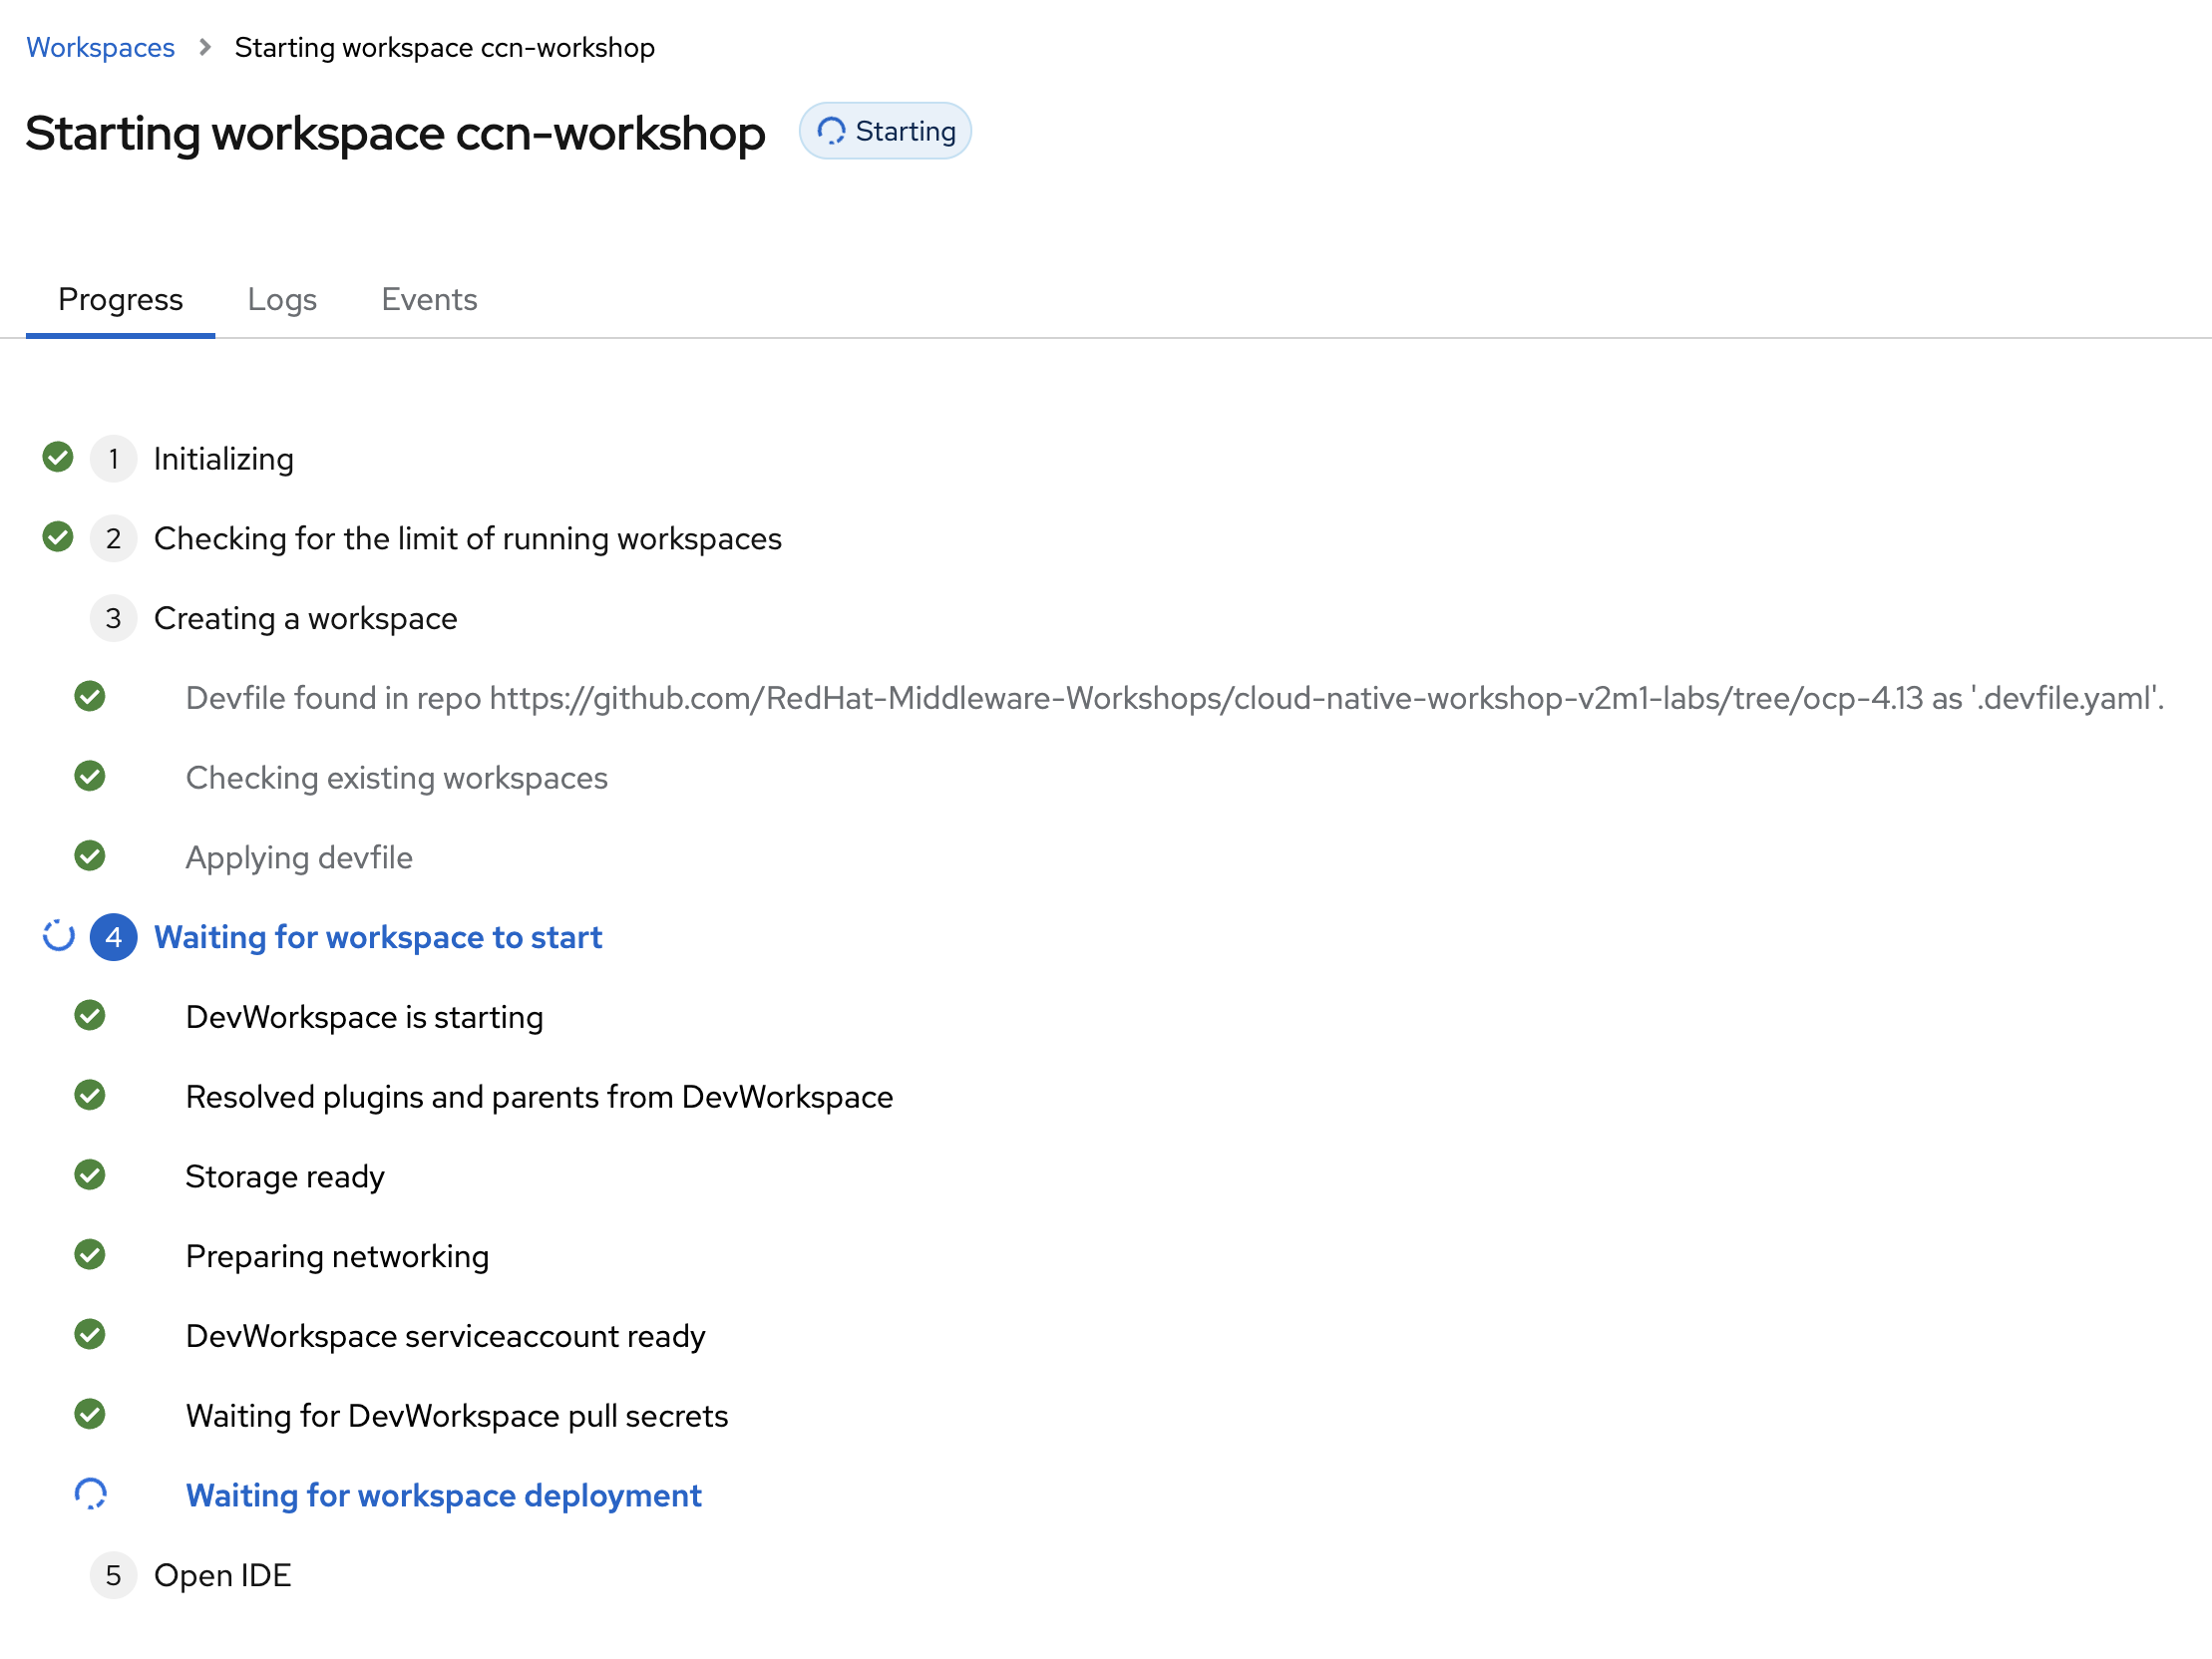 Workspaces > Starting workspace ccn-workshop
Starting workspace ccn-workshop Starting
Progress Logs Events
1 Initializing
2 Checking for the limit of running workspaces
3 Creating a workspace
Devfile found in repo https://github.com/RedHat-Middleware-Workshops/cloud-native-workshop-v2m1-labs/tree/ocp-4.13 as '.devfile.yaml'.
Checking existing workspaces
Applying devfile
4 Waiting for workspace to start
DevWorkspace is starting
Resolved plugins and parents from DevWorkspace
Storage ready
Preparing networking
DevWorkspace serviceaccount ready
Waiting for DevWorkspace pull secrets
Waiting for workspace deployment
5 Open IDE